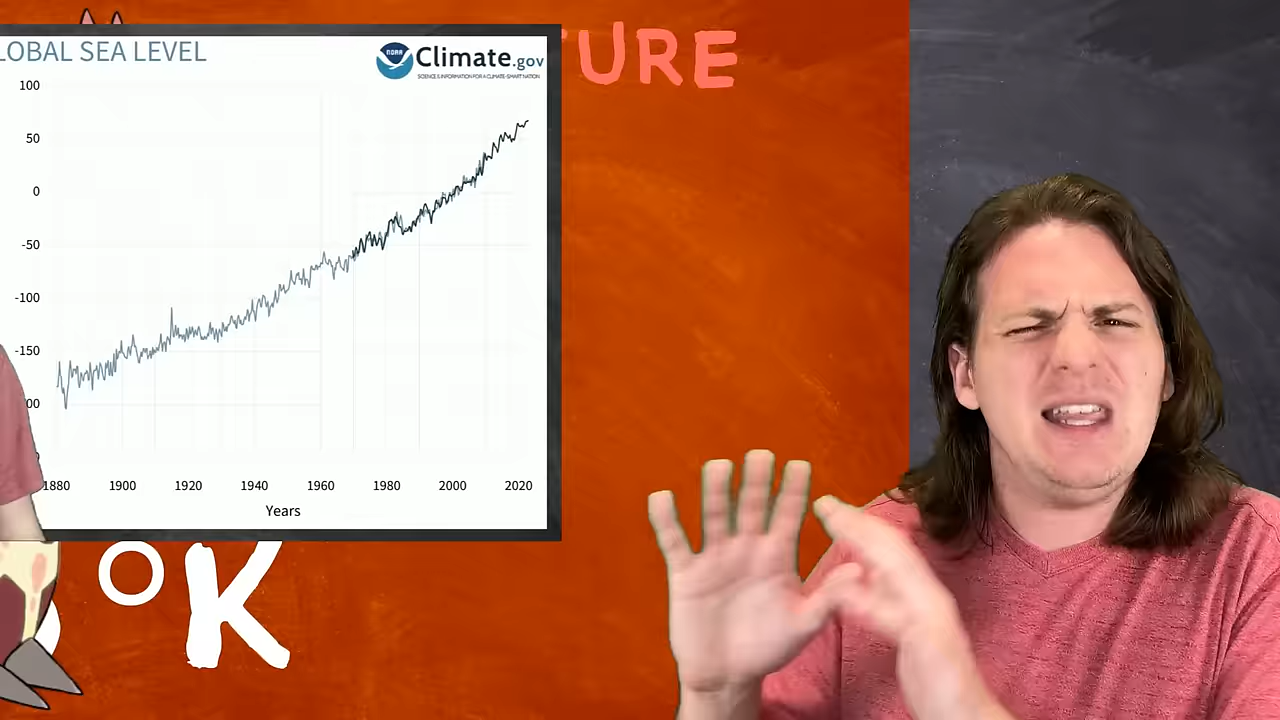 LOBAL SEA LEVEL
NOAA
Climate.gov
SCIENCE & INFORMATION FOR A CLIMATE-SMART NATION
TURE
100
50
0
-50
-100
-150
00
1880 1900 1920 1940 1960 1980 2000 2020
Years
°K